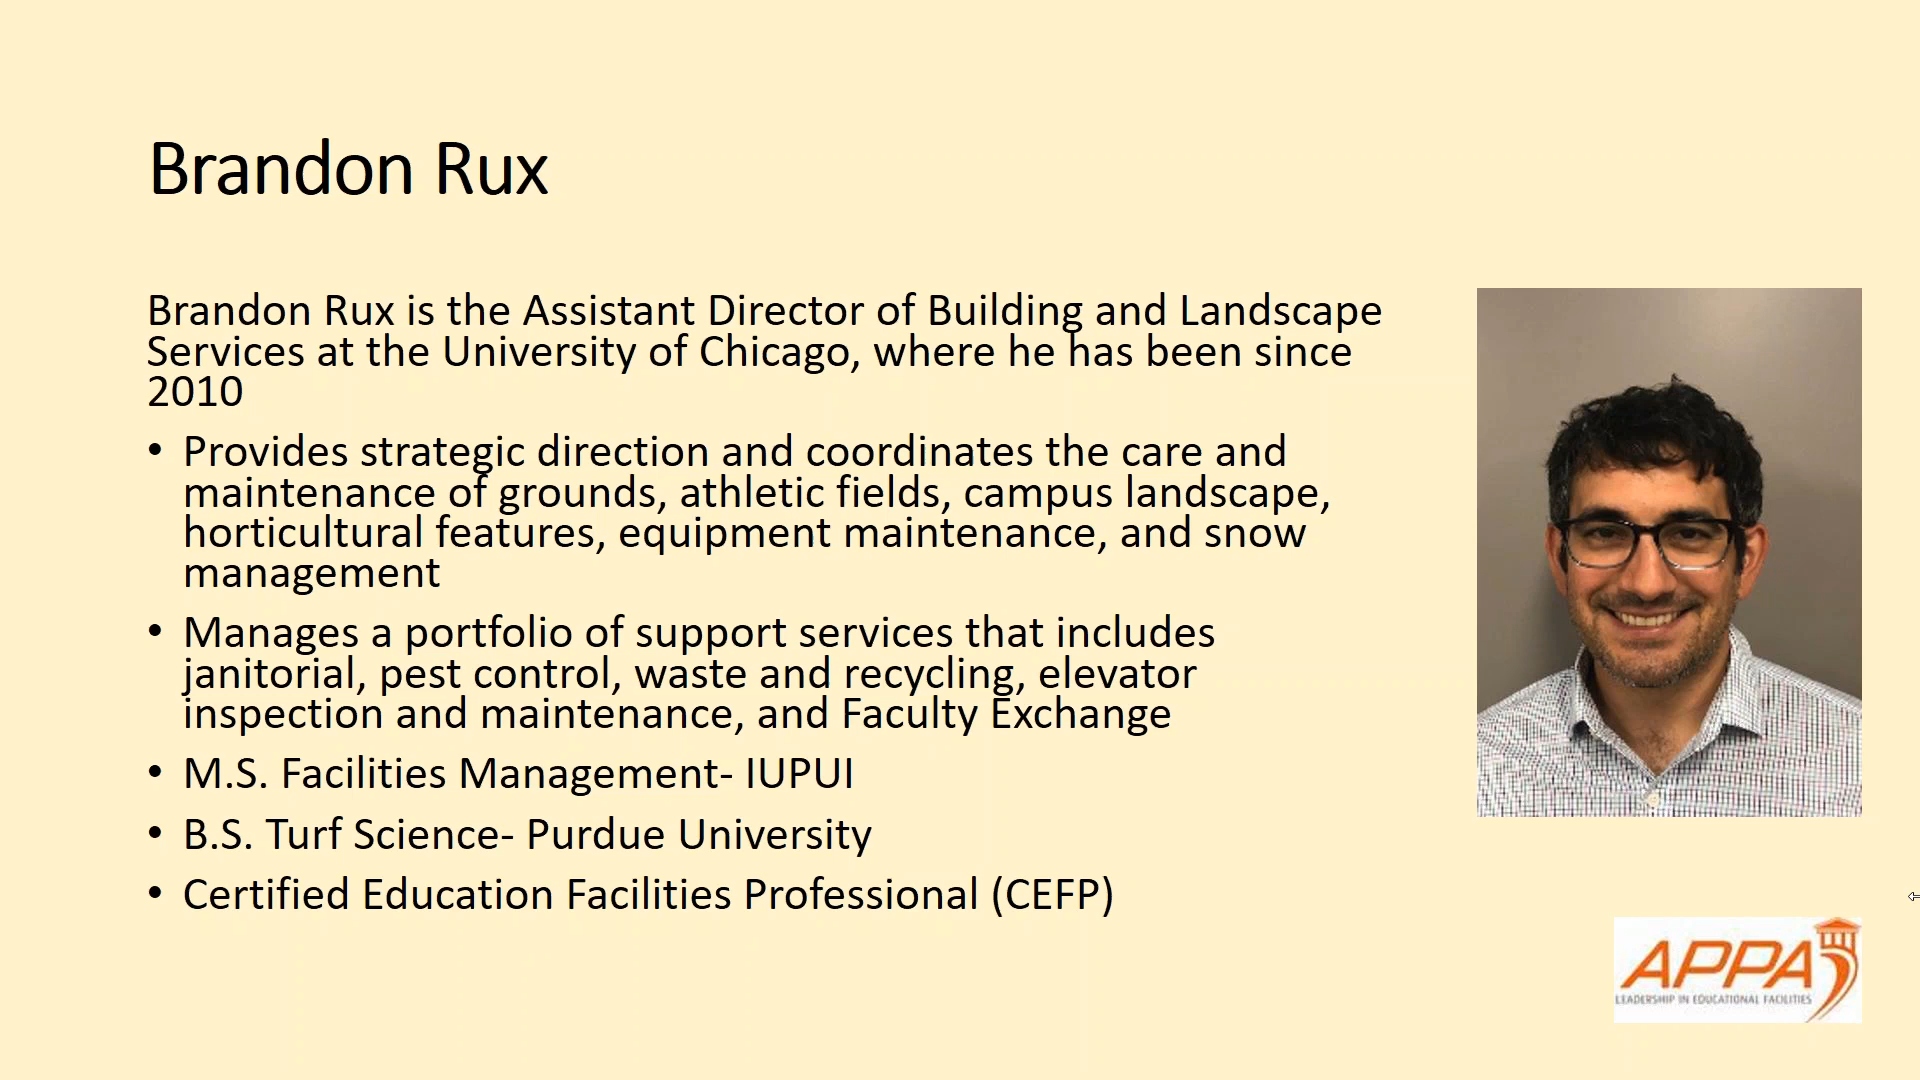 Brandon Rux
Brandon Rux is the Assistant Director of Building and Landscape
Services at the University of Chicago, where he has been since
2010
• Provides strategic direction and coordinates the care and
maintenance of grounds, athletic fields, campus landscape,
horticultural features, equipment maintenance, and snow
management
• Manages a portfolio of support services that includes
janitorial, pest control, waste and recycling, elevator
inspection and maintenance, and Faculty Exchange
• M.S. Facilities Management- IUPUI
• B.S. Turf Science- Purdue University
• Certified Education Facilities Professional (CEFP)
APPA
LEADERSHIP IN EDUCATIONAL FACILITIES